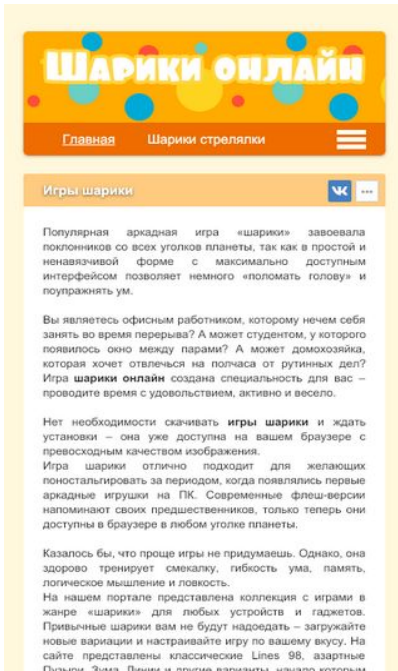 Шарики онлайн
Главная Шарики стрелялки
Игры шарики
Популярная аркадная игра «шарики» завоевала
поклонников со всех уголков планеты, так как в простой и
ненавязчивой форме с максимально доступным
интерфейсом позволяет немного «поломать голову» и
поупражнять ум.
Вы являетесь офисным работником, которому нечем себя
занять во время перерыва? А может студентом, у которого
появилось окно между парами? А может домохозяйка,
которая хочет отвлечься на полчаса от рутинных дел?
Игра шарики онлайн создана специальность для вас –
проводите время с удовольствием, активно и весело.
Нет необходимости скачивать игры шарики и ждать
установки – она уже доступна на вашем браузере с
превосходным качеством изображения.
Игра шарики отлично подходит для желающих
поностальгировать за периодом, когда появлялись первые
аркадные игрушки на ПК. Современные флеш-версии
напоминают своих предшественников, только теперь они
доступны в браузере в любом уголке планеты.
Казалось бы, что проще игры не придумаешь. Однако, она
здорово тренирует смекалку, гибкость ума, память,
логическое мышление и ловкость.
На нашем портале представлена коллекция с играми в
жанре «шарики» для любых устройств и гаджетов.
Привычные шарики вам не будут надоедать – загружайте
новые вариации и настраивайте игру по вашему вкусу. На
сайте представлены классические Lines 98, азартные
Пузыри, Зума, Линии и другие варианты, начало которым